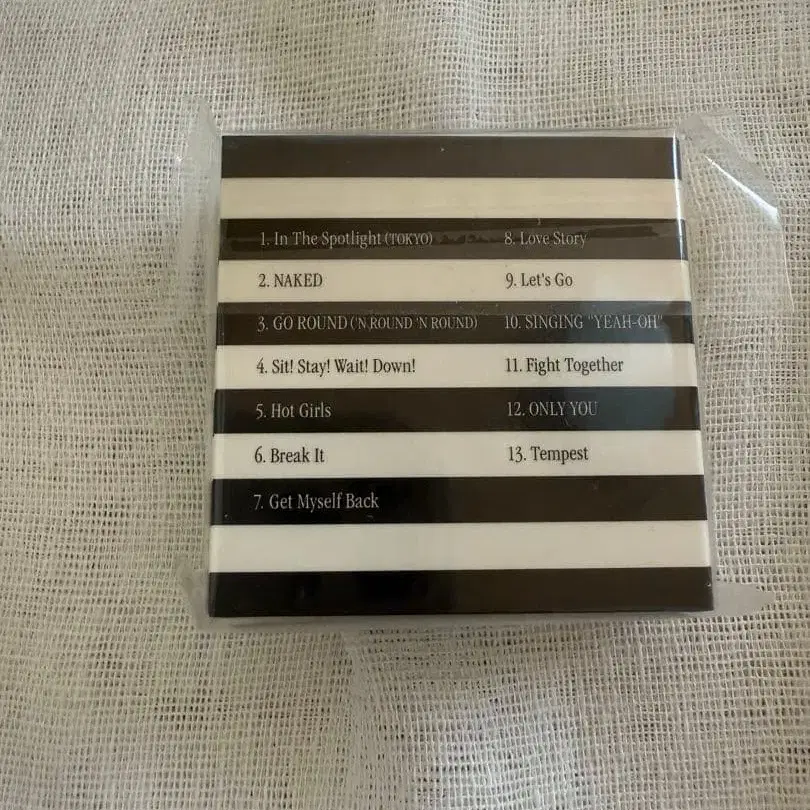 1. In The Spotlight (TOKYO)
2. NAKED
3. GO ROUND ('N ROUND 'N ROUND)
4. Sit! Stay! Wait! Down!
5. Hot Girls
6. Break It
7. Get Myself Back
8. Love Story
9. Let's Go
10. SINGING "YEAH-OH"
11. Fight Together
12. ONLY YOU
13. Tempest